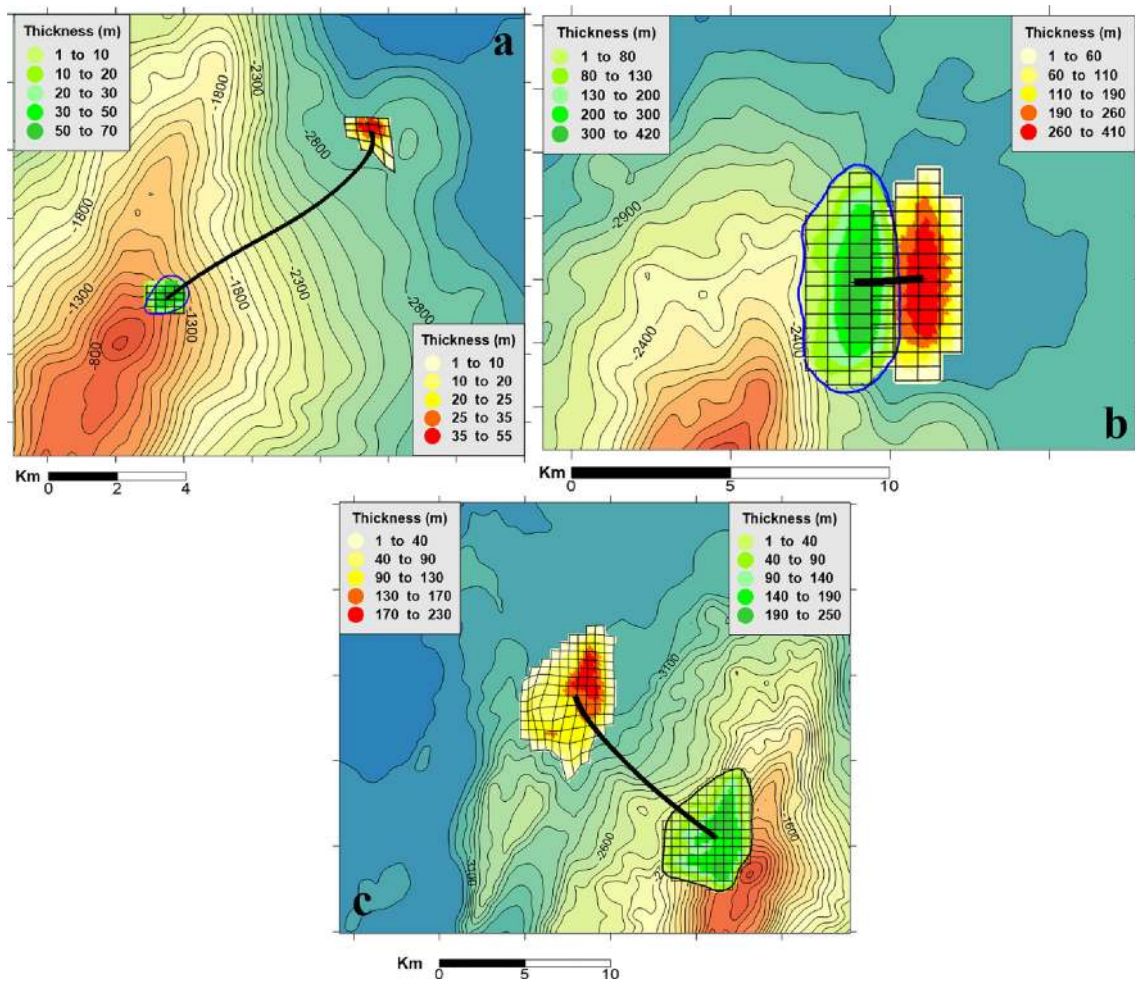 Thickness (m)
1 to 10
10 to 20
20 to 30
30 to 50
50 to 70
a
-2300
-1800
-2800
-1800
-1300
-1800
-2300
-2800
-1300
-800
Thickness (m)
1 to 10
10 to 20
20 to 25
25 to 35
35 to 55
Km
0 2 4
Thickness (m)
1 to 80
80 to 130
130 to 200
200 to 300
300 to 420
Thickness (m)
1 to 60
60 to 110
110 to 190
190 to 260
260 to 410
-2900
-2400
-2400
b
0 5 10
Thickness (m)
1 to 40
40 to 90
90 to 130
130 to 170
170 to 230
Thickness (m)
1 to 40
40 to 90
90 to 140
140 to 190
190 to 250
-3100
-1600
-2600
-3100
c
Km
0 5 10